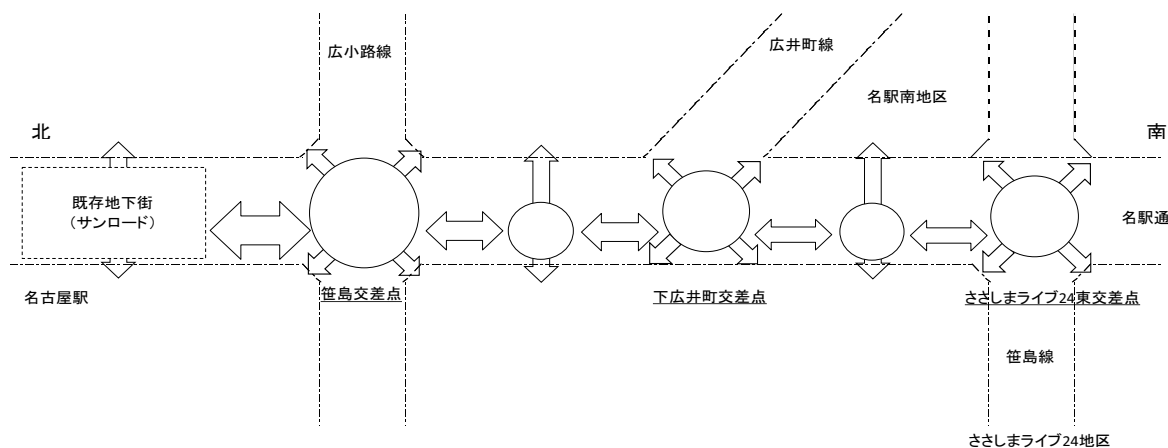 広小路線
広井町線
名駅南地区
北
南
既存地下街
（サンロード）
名駅通
名古屋駅
笹島交差点
下広井町交差点
ささしまライブ24東交差点
笹島線
ささしまライブ24地区